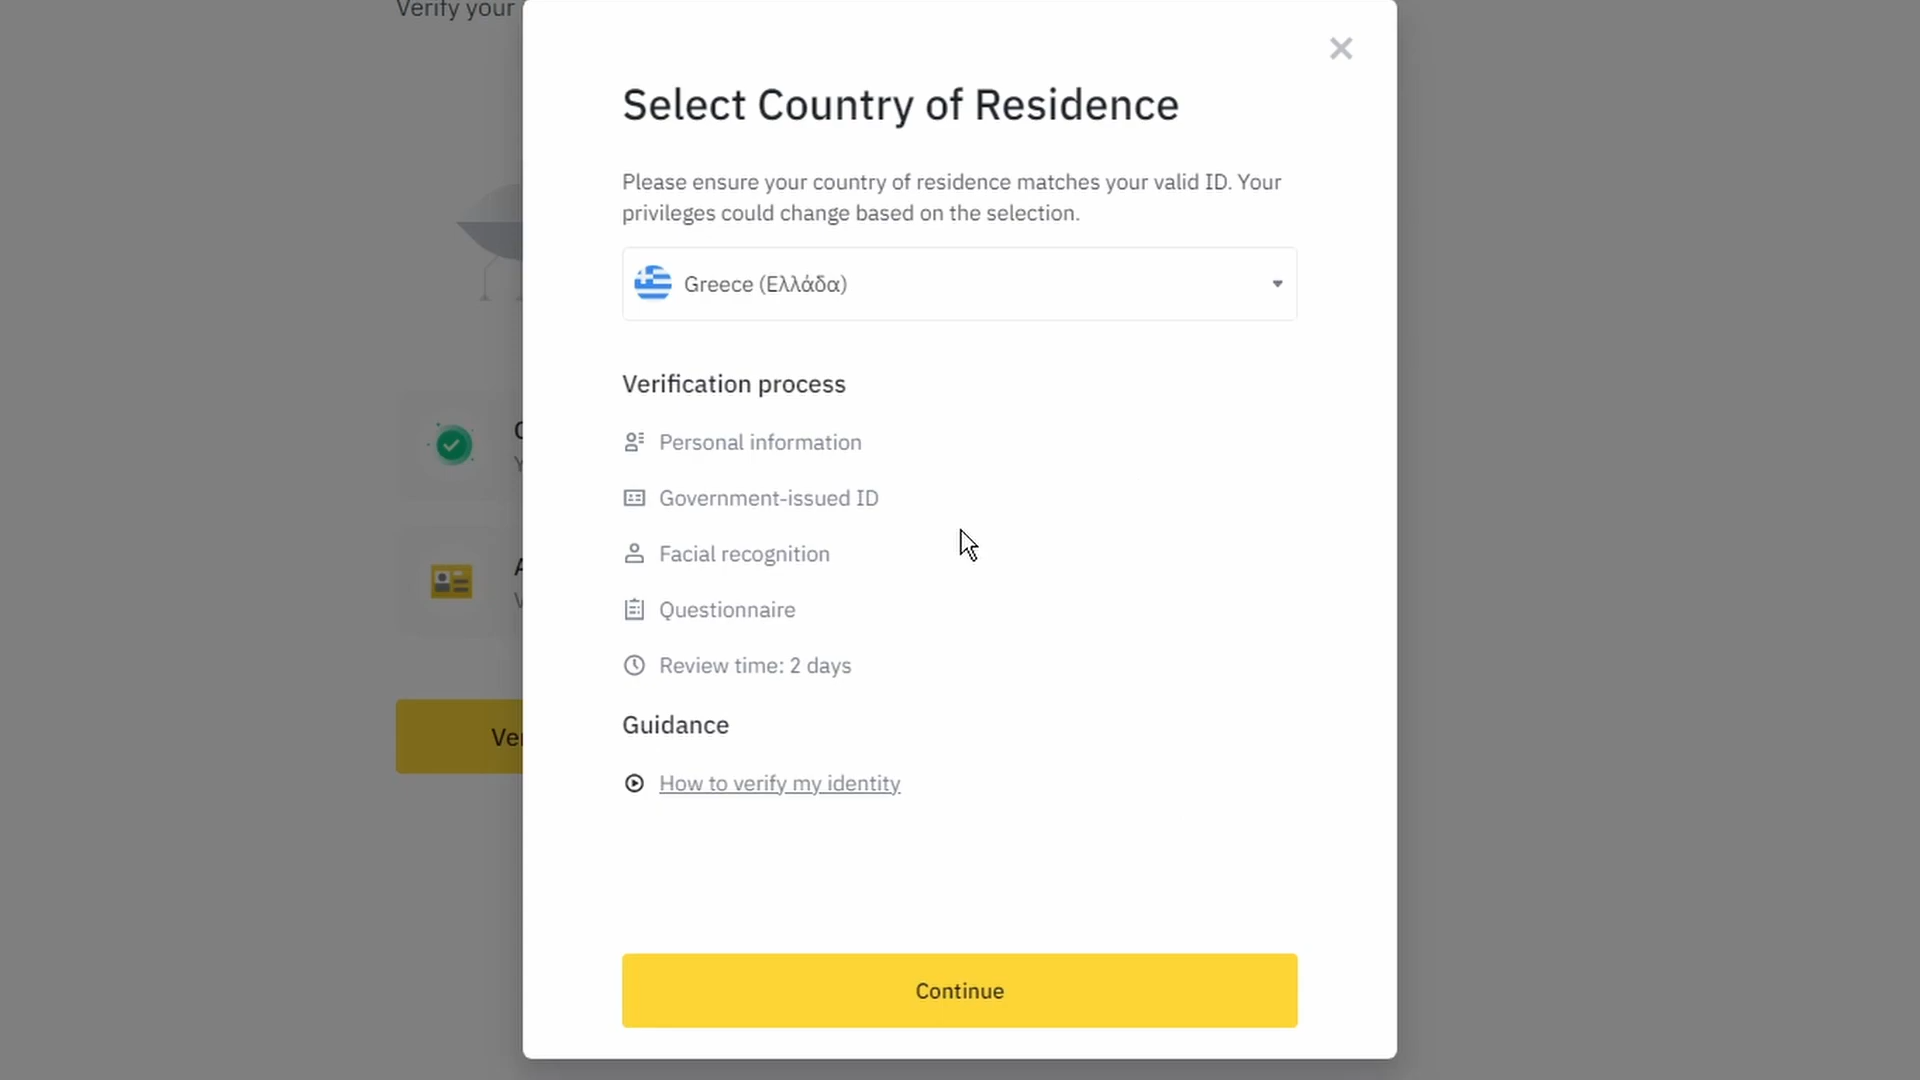 Verify your
Select Country of Residence
Please ensure your country of residence matches your valid ID. Your
privileges could change based on the selection.
Greece (Ελλάδα)
Verification process
Personal information
Government-issued ID
Facial recognition
Questionnaire
Review time: 2 days
Guidance
How to verify my identity
Continue